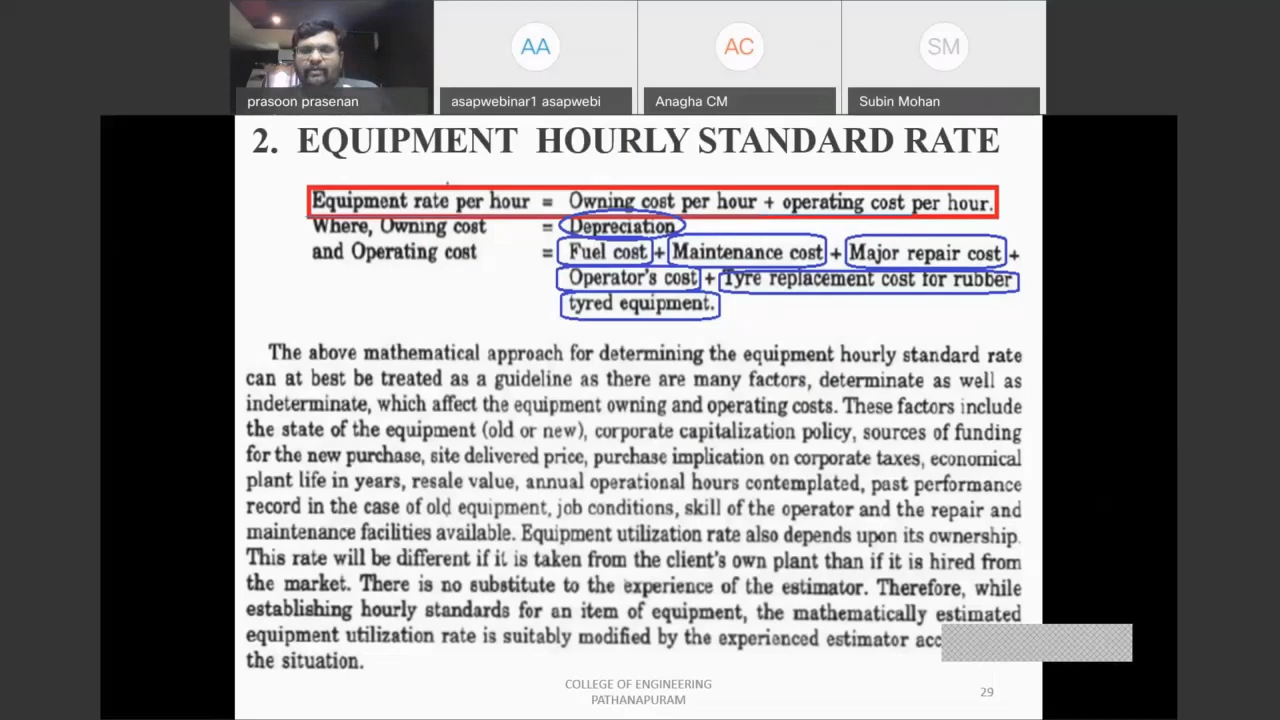 AA
AC
SM
prasoon prasenan
asapwebinar1 asapwebi
Anagha CM
Subin Mohan
2. EQUIPMENT HOURLY STANDARD RATE
Equipment rate per hour = Owning cost per hour + operating cost per hour.
Where, Owning cost = Depreciation
and Operating cost = Fuel cost + Maintenance cost + Major repair cost +
Operator's cost + Tyre replacement cost for rubber
tyred equipment.
The above mathematical approach for determining the equipment hourly standard rate
can at best be treated as a guideline as there are many factors, determinate as well as
indeterminate, which affect the equipment owning and operating costs. These factors include
the state of the equipment (old or new), corporate capitalization policy, sources of funding
for the new purchase, site delivered price, purchase implication on corporate taxes, economical
plant life in years, resale value, annual operational hours contemplated, past performance
record in the case of old equipment, job conditions, skill of the operator and the repair and
maintenance facilities available. Equipment utilization rate also depends upon its ownership.
This rate will be different if it is taken from the client's own plant than if it is hired from
the market. There is no substitute to the experience of the estimator. Therefore, while
establishing hourly standards for an item of equipment, the mathematically estimated
equipment utilization rate is suitably modified by the experienced estimator
the situation.
COLLEGE OF ENGINEERING
PATHANAPURAM
29